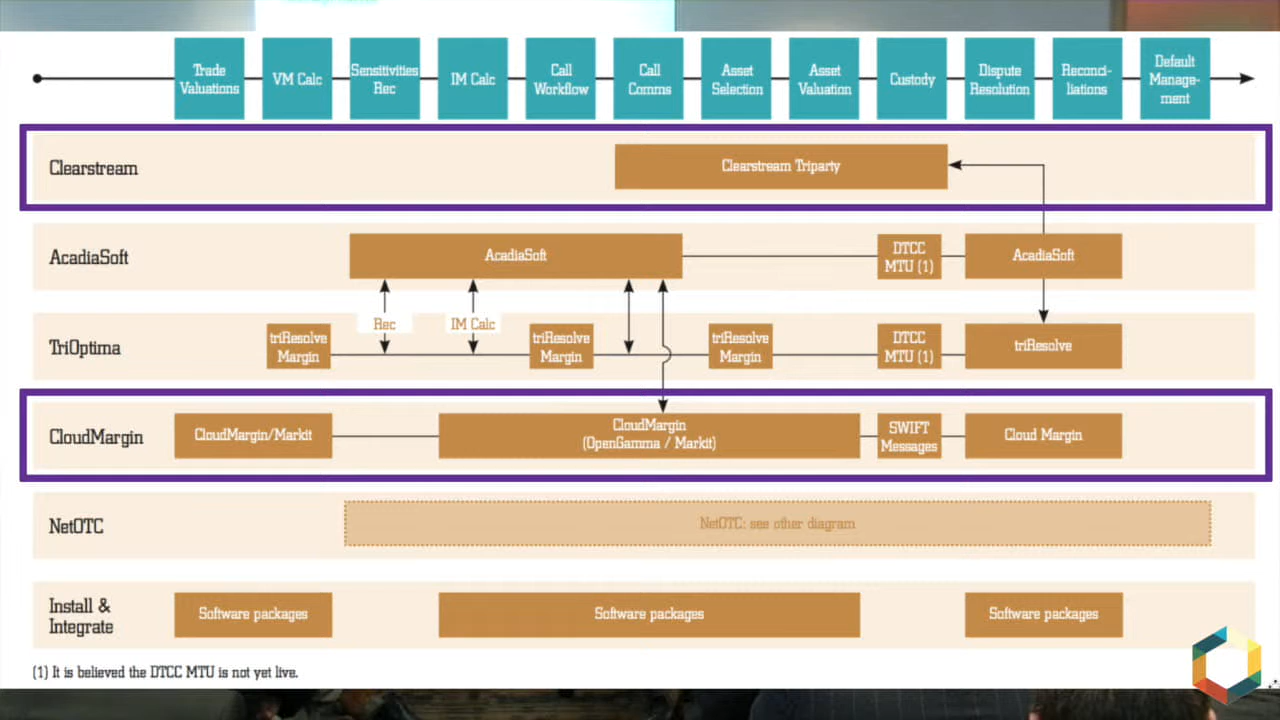 Trade
Valuations
VM Calc
Sensitivities
Rec
IM Calc
Call
Workflow
Call
Comms
Asset
Selection
Asset
Valuation
Custody
Dispute
Resolution
Reconci-
liations
Default
Manage-
ment
Clearstream
Clearstream Triparty
AcadiaSoft
AcadiaSoft
DTCC
MTU (1)
AcadiaSoft
Rec
IM Calc
TriOptima
triResolve
Margin
triResolve
Margin
triResolve
Margin
DTCC
MTU (1)
triResolve
CloudMargin
CloudMargin/Markit
CloudMargin
(OpenGamma / Markit)
SWIFT
Messages
Cloud Margin
NetOTC
NetOTC: see other diagram
Install &
Integrate
Software packages
Software packages
Software packages
(1) It is believed the DTCC MTU is not yet live.